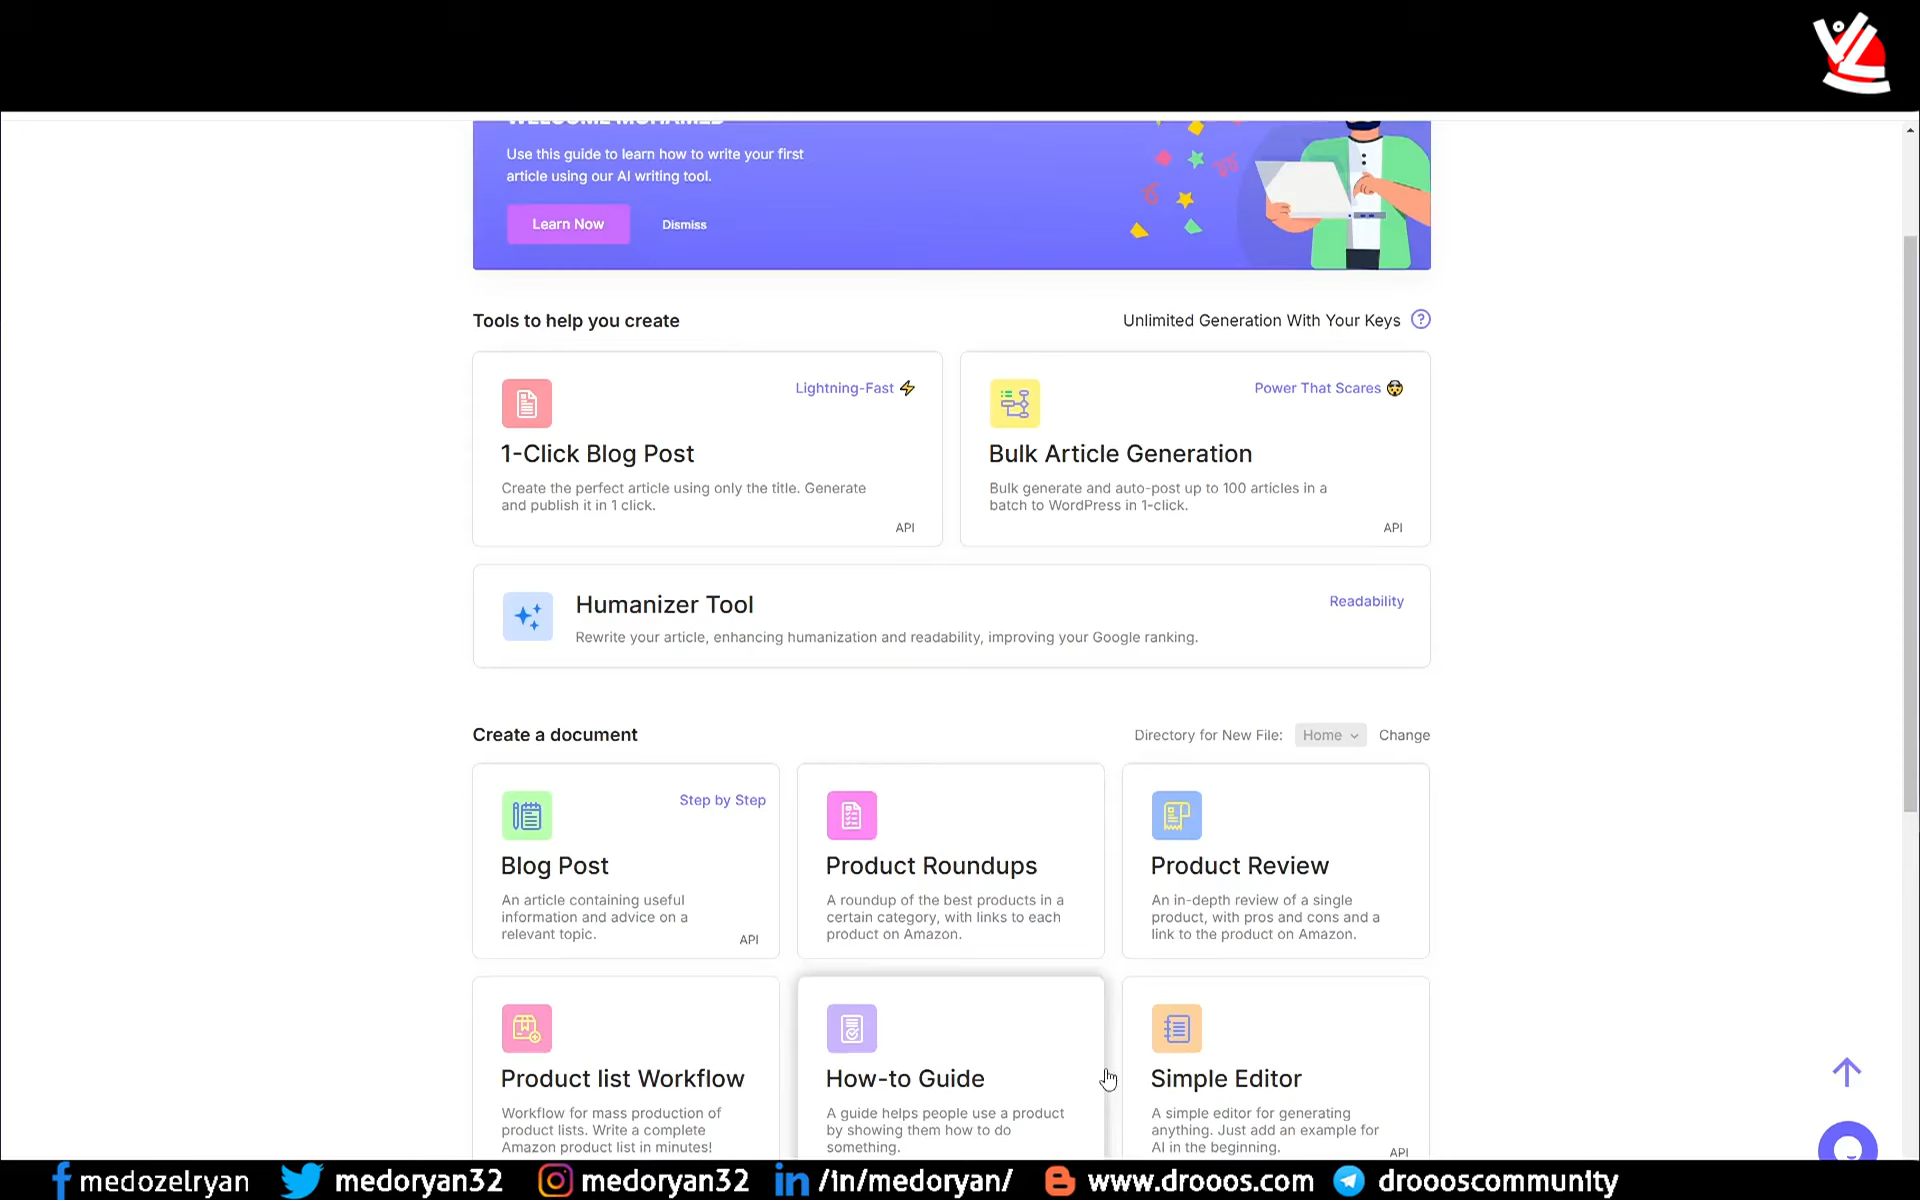 WELCOME MOHAMED
Use this guide to learn how to write your first
article using our AI writing tool.
Learn Now
Dismiss
Tools to help you create
Unlimited Generation With Your Keys
Lightning-Fast
1-Click Blog Post
Create the perfect article using only the title. Generate
and publish it in 1 click.
API
Power That Scares
Bulk Article Generation
Bulk generate and auto-post up to 100 articles in a
batch to WordPress in 1-click.
API
Humanizer Tool
Readability
Rewrite your article, enhancing humanization and readability, improving your Google ranking.
Create a document
Directory for New File: Home Change
Step by Step
Blog Post
An article containing useful
information and advice on a
relevant topic.
API
Product Roundups
A roundup of the best products in a
certain category, with links to each
product on Amazon.
Product Review
An in-depth review of a single
product, with pros and cons and a
link to the product on Amazon.
Product list Workflow
Workflow for mass production of
product lists. Write a complete
Amazon product list in minutes!
How-to Guide
A guide helps people use a product
by showing them how to do
something.
Simple Editor
A simple editor for generating
anything. Just add an example for
AI in the beginning.
API
medozelryan medoryan32 medoryan32 /in/medoryan/ www.drooos.com droooscommunity